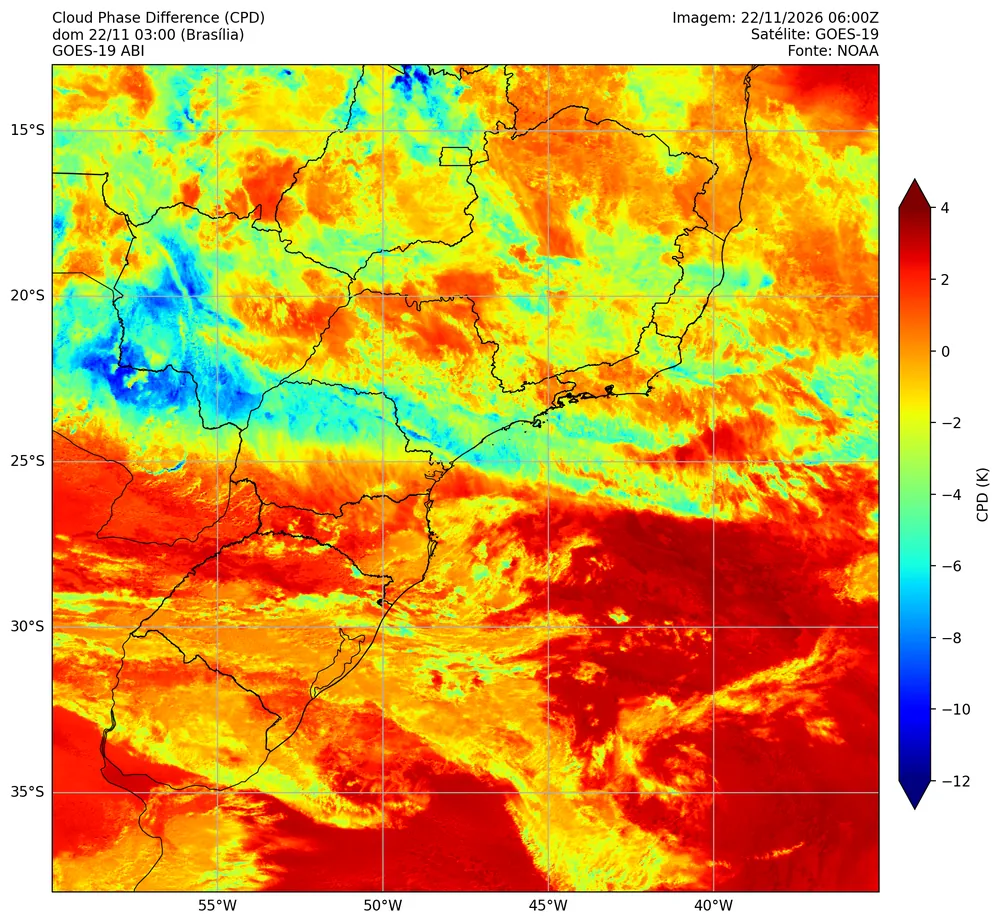 Cloud Phase Difference (CPD)
dom 22/11 03:00 (Brasília)
GOES-19 ABI
Imagem: 22/11/2026 06:00Z
Satélite: GOES-19
Fonte: NOAA
15°S
20°S
25°S
30°S
35°S
55°W
50°W
45°W
40°W
4
2
0
−2
−4
−6
−8
−10
−12
CPD (K)